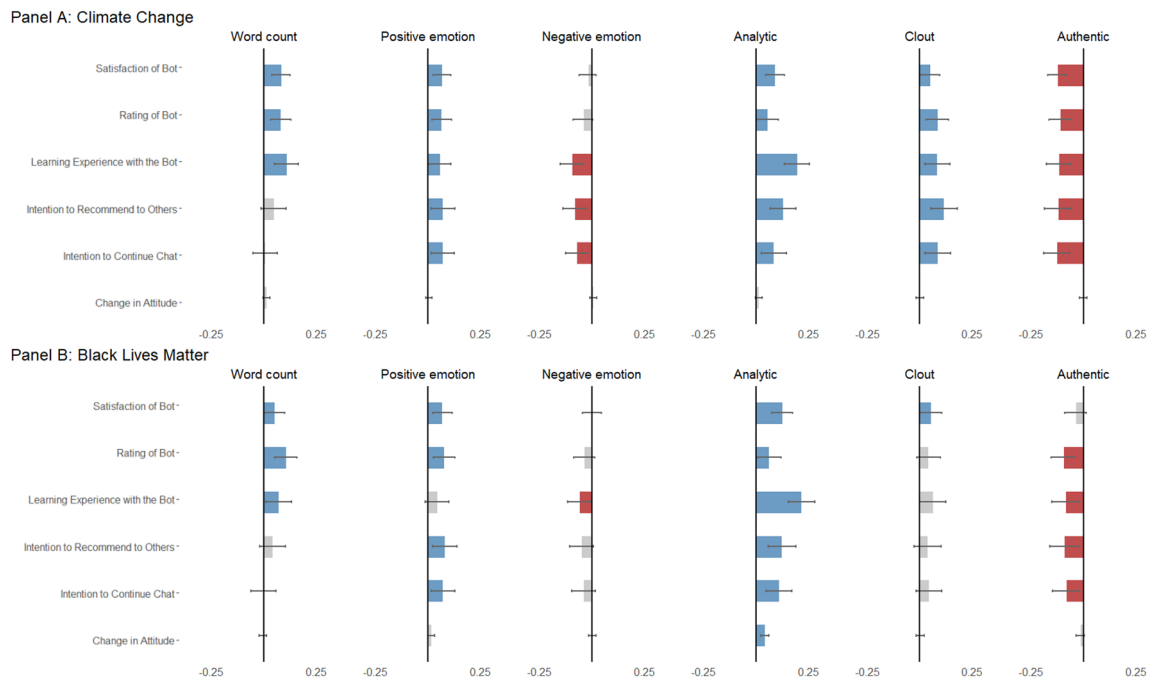 Panel A: Climate Change
Word count Positive emotion Negative emotion Analytic Clout Authentic
Satisfaction of Bot
Rating of Bot
Learning Experience with the Bot
Intention to Recommend to Others
Intention to Continue Chat
Change in Attitude
-0.25 0.25 -0.25 0.25 -0.25 0.25 -0.25 0.25 -0.25 0.25 -0.25 0.25
Panel B: Black Lives Matter
Word count Positive emotion Negative emotion Analytic Clout Authentic
Satisfaction of Bot
Rating of Bot
Learning Experience with the Bot
Intention to Recommend to Others
Intention to Continue Chat
Change in Attitude
-0.25 0.25 -0.25 0.25 -0.25 0.25 -0.25 0.25 -0.25 0.25 -0.25 0.25